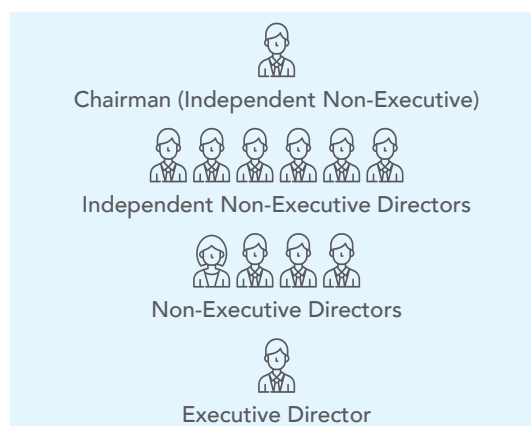 Chairman (Independent Non-Executive)
Independent Non-Executive Directors
Non-Executive Directors
Executive Director